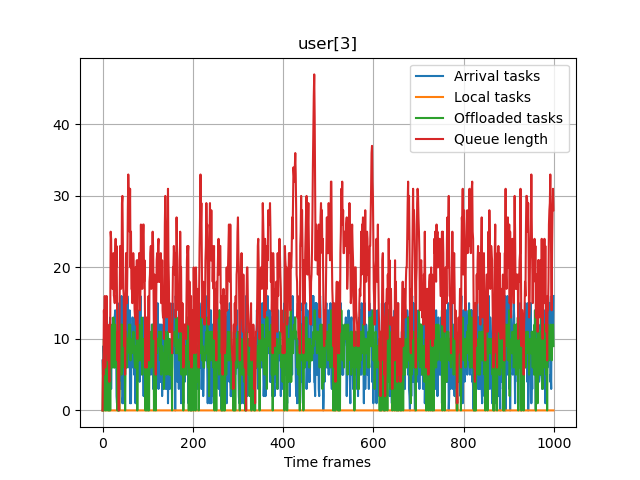 user[3]
Arrival tasks
Local tasks
Offloaded tasks
Queue length
40
30
20
10
0
0 200 400 600 800 1000
Time frames